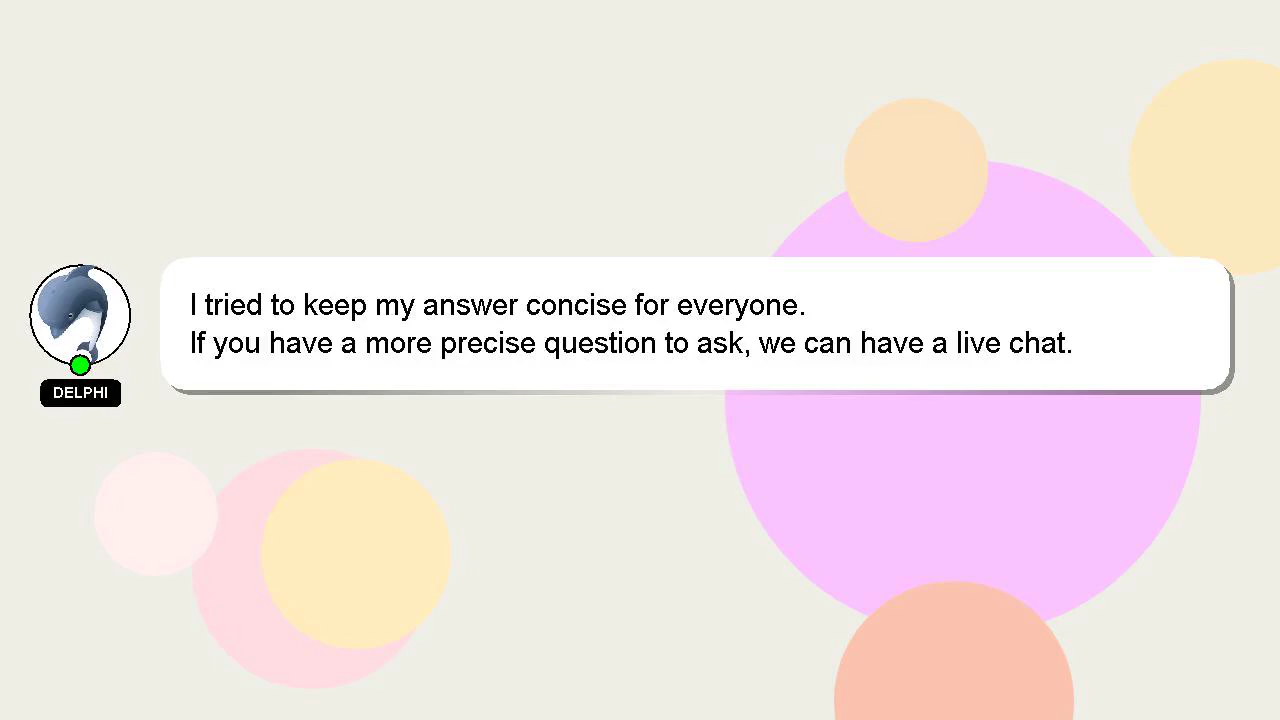 I tried to keep my answer concise for everyone.
If you have a more precise question to ask, we can have a live chat.
DELPHI